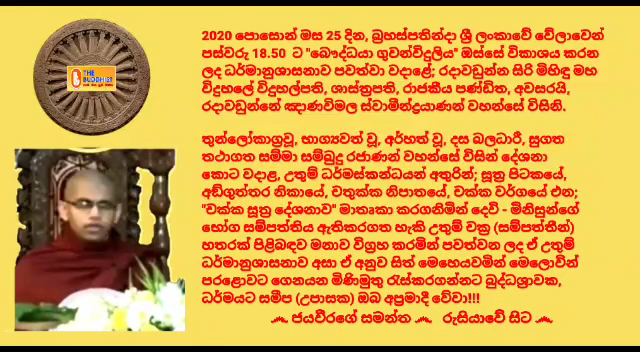 THE
BUDDHIST
2020 පොසොන් මස 25 දින, බ්‍රහස්පතින්දා ශ්‍රී ලංකාවේ වේලාවෙන්
පස්වරු 18.50 ට "බෞද්ධයා ගුවන්විදුලිය" ඔස්සේ විකාශය කරන
ලද ධර්මානුශාසනාව පවත්වා වදාළේ; රදාවඩුන්න සිරි මිහිඳු මහ
විදුහලේ විදුහල්පති, ශාස්ත්‍රපති, රාජකීය පණ්ඩිත, අවසරයි,
රදාවඩුන්නේ ඤාණවිමල ස්වාමීන්ද්‍රයාණන් වහන්සේ විසිනි.
තුන්ලෝකාග්‍රවූ, භාග්‍යවත් වූ, අර්හත් වූ, දස බලධාරී, සුගත
තථාගත සම්මා සම්බුදු රජාණන් වහන්සේ විසින් දේශනා
කොට වදාළ, උතුම් ධර්මස්කන්ධයන් අතුරින්; සූත්‍ර පිටකයේ,
අඞ්ගුත්තර නිකායේ, චතුක්ක නිපාතයේ, චක්ක වර්ගයේ එන;
"චක්ක සූත්‍ර දේශනාව" මාතෘකා කරගනිමින් දෙව් - මිනිසුන්ගේ
භෝග සම්පත්තිය ඇතිකරගත හැකි උතුම් චක්‍ර (සම්පත්තීන්)
හතරක් පිළිබඳව මනාව විග්‍රහ කරමින් පවත්වන ලද ඒ උතුම්
ධර්මානුශාසනාව අසා ඒ අනුව සිත් මෙහෙයවමින් මෙලොවින්
පරළොවට ගෙනයන මිණිමුතු රැස්කරගන්නට බුද්ධශ්‍රාවක,
ධර්මයට සමීප (උපාසක) ඔබ අප්‍රමාදී වේවා!!!
ජයවීරගේ සමන්ත රුසියාවේ සිට